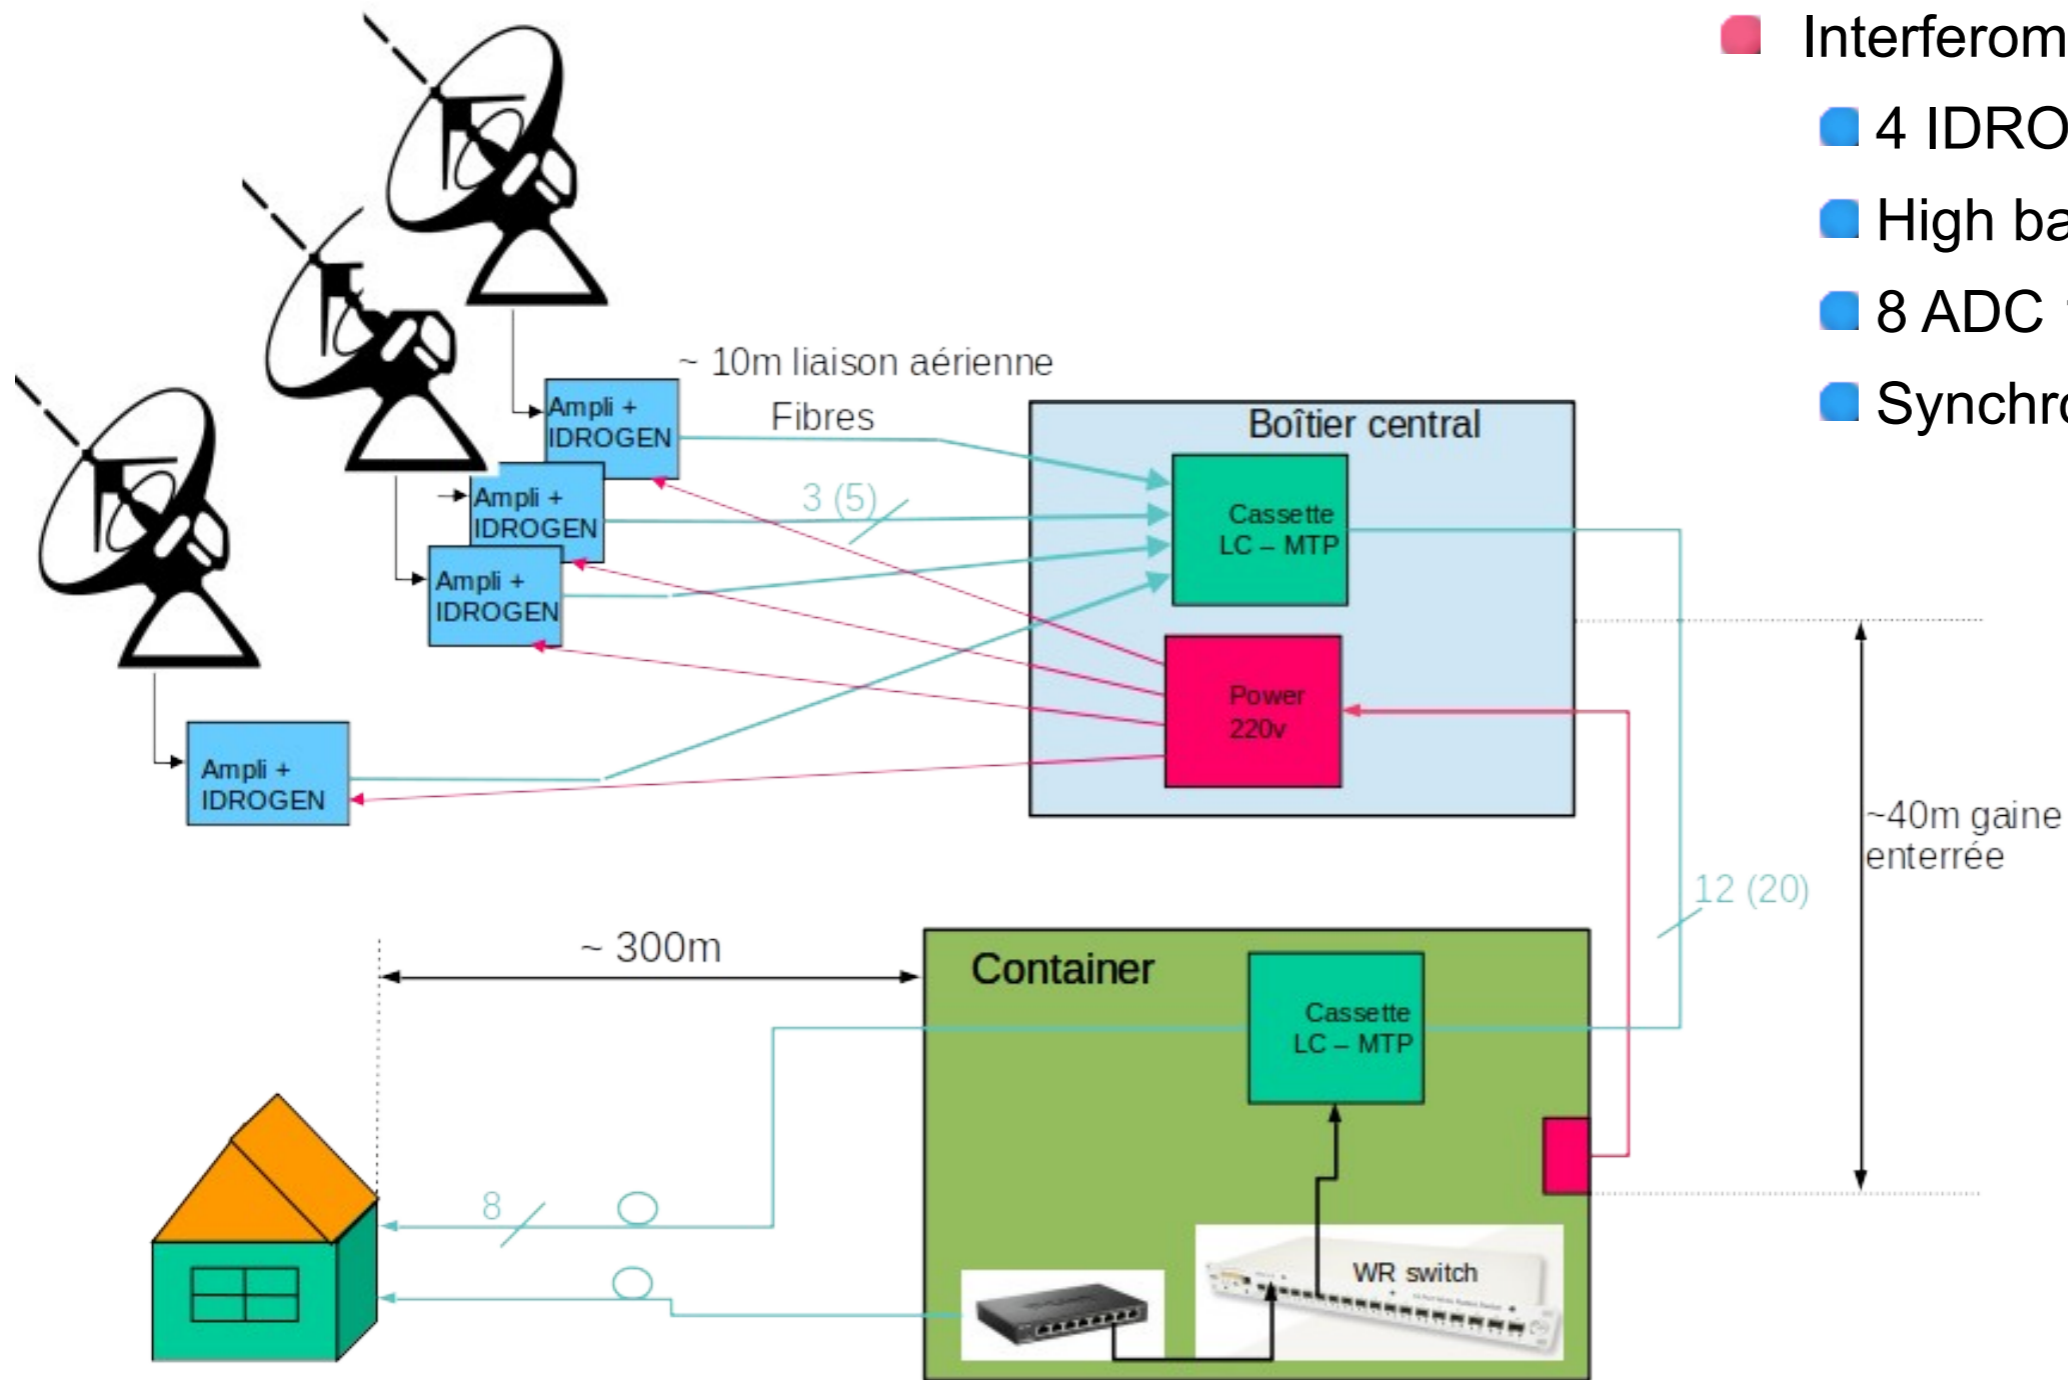 Interferom
4 IDRO
High ba
8 ADC
Synchro
~ 10m liaison aérienne
Fibres
Ampli +
IDROGEN
Ampli +
IDROGEN
Ampli +
IDROGEN
Ampli +
IDROGEN
3 (5)
Boîtier central
Cassette
LC – MTP
Power
220v
~40m gaine
enterrée
12 (20)
~ 300m
Container
Cassette
LC – MTP
8
WR switch